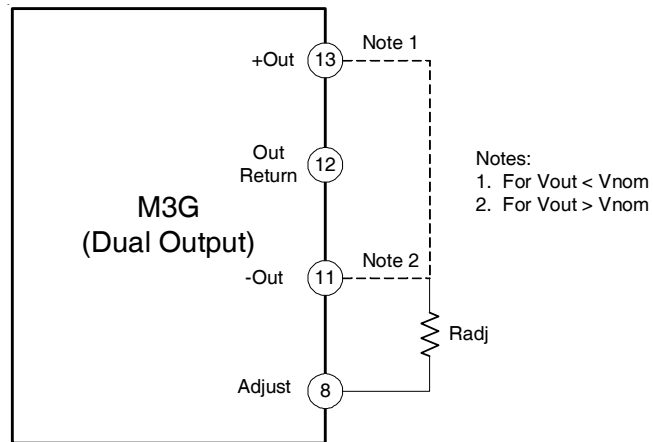 +Out
13
Note 1
Out
Return
12
Notes:
1. For Vout < Vnom
2. For Vout > Vnom
M3G
(Dual Output)
-Out
11
Note 2
Radj
Adjust
8